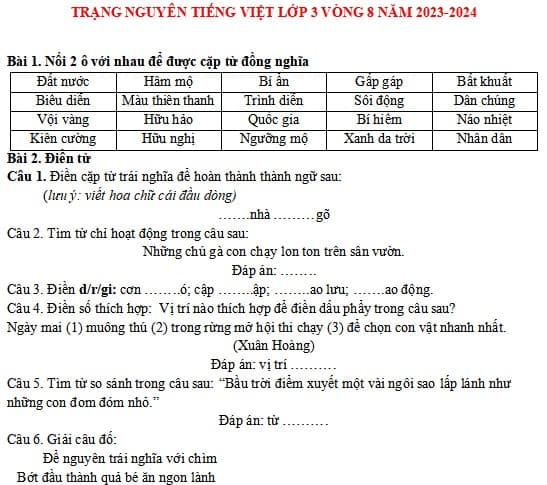 TRẠNG NGUYÊN TIẾNG VIỆT LỚP 3 VÒNG 8 NĂM 2023-2024
Bài 1. Nối 2 ô với nhau để được cặp từ đồng nghĩa
Đất nước Hâm mộ Bí ẩn Gấp gáp Bất khuất
Biêu diễn Màu thiên thanh Trình diễn Sôi động Dân chúng
Vội vàng Hữu hảo Quốc gia Bí hiểm Náo nhiệt
Kiên cường Hữu nghị Ngưỡng mộ Xanh da trời Nhân dân
Bài 2. Điền từ
Câu 1. Điền cặp từ trái nghĩa để hoàn thành thành ngữ sau:
(lưu ý: viết hoa chữ cái đầu dòng)
.......nhà .........gõ
Câu 2. Tìm từ chỉ hoạt động trong câu sau:
Những chú gà con chạy lon ton trên sân vườn.
Đáp án: ........
Câu 3. Điền d/r/gi: cơn ........ó; cập ........ập; ........ao lưu; .......ao động.
Câu 4. Điền số thích hợp: Vị trí nào thích hợp để điền dấu phẩy trong câu sau?
Ngày mai (1) muông thú (2) trong rừng mở hội thi chạy (3) để chọn con vật nhanh nhất.
(Xuân Hoàng)
Đáp án: vị trí ..........
Câu 5. Tìm từ so sánh trong câu sau: “Bầu trời điểm xuyết một vài ngôi sao lấp lánh như
những con đom đóm nhỏ.”
Đáp án: từ ..........
Câu 6. Giải câu đố:
Để nguyên trái nghĩa với chìm
Bớt đầu thành quả bé ăn ngon lành